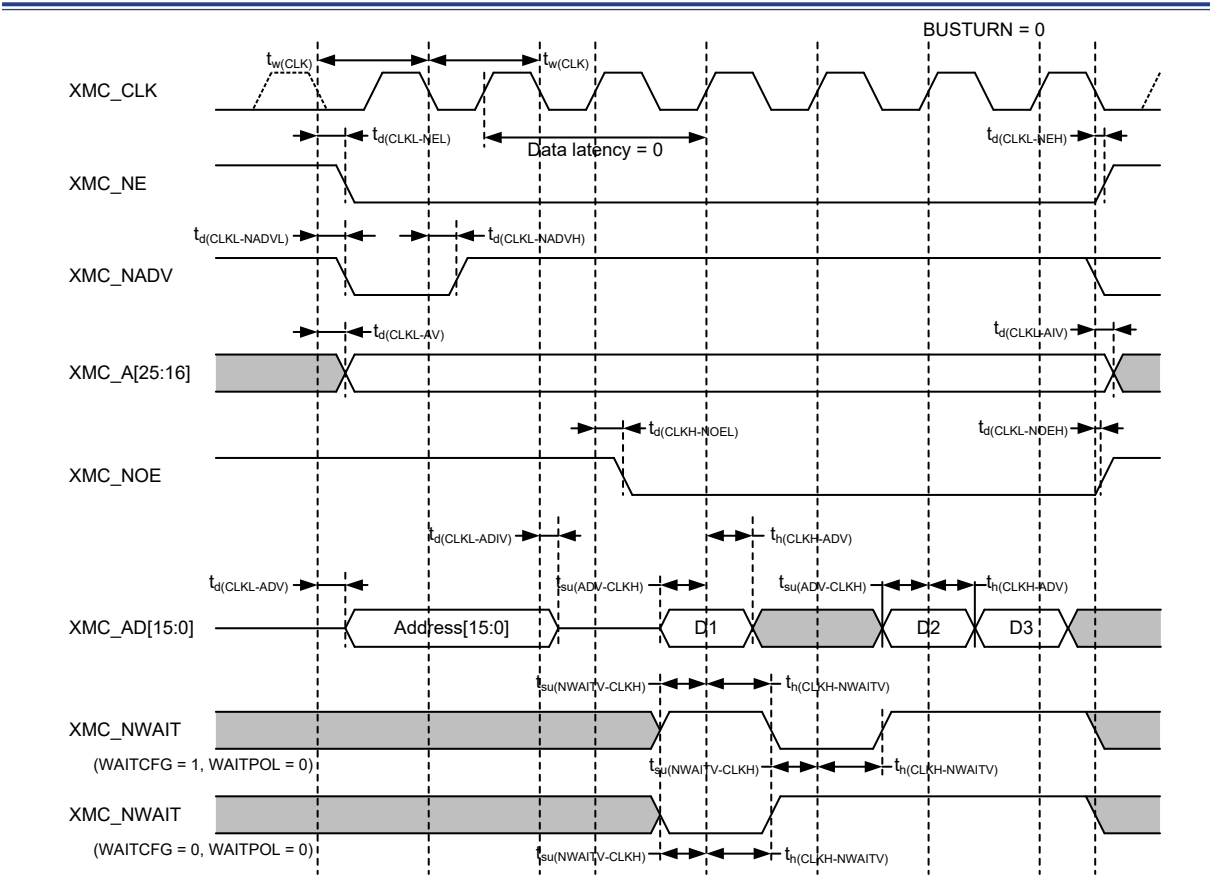 BUSTURN = 0
tw(CLK) tw(CLK)
XMC_CLK
td(CLKL-NEL) td(CLKL-NEH)
Data latency = 0
XMC_NE
td(CLKL-NADVL) td(CLKL-NADVH)
XMC_NADV
td(CLKL-AV) td(CLKL-AIV)
XMC_A[25:16]
td(CLKH-NOEL) td(CLKL-NOEH)
XMC_NOE
td(CLKL-ADIV) th(CLKH-ADV)
td(CLKL-ADV) tsu(ADV-CLKH) tsu(ADV-CLKH) th(CLKH-ADV)
XMC_AD[15:0] Address[15:0] D1 D2 D3
tsu(NWAITV-CLKH) th(CLKH-NWAITV)
XMC_NWAIT
(WAITCFG = 1, WAITPOL = 0) tsu(NWAITV-CLKH) th(CLKH-NWAITV)
XMC_NWAIT
(WAITCFG = 0, WAITPOL = 0) tsu(NWAITV-CLKH) th(CLKH-NWAITV)